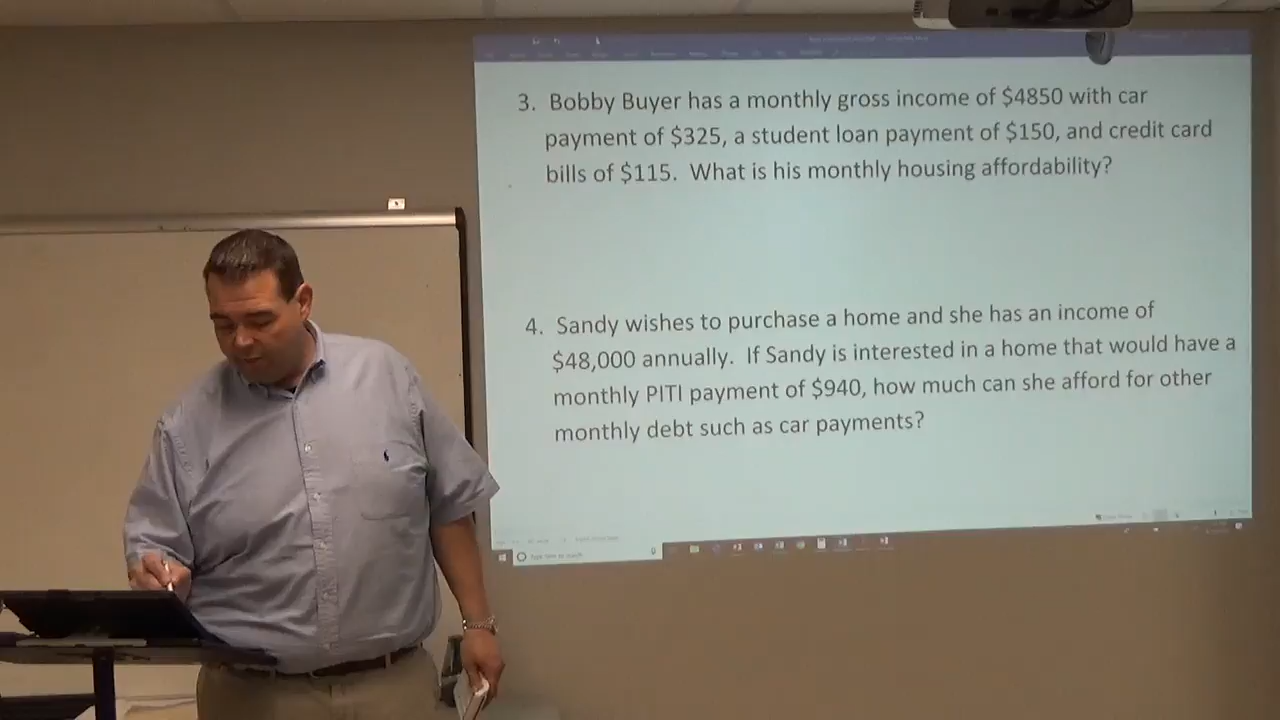 3. Bobby Buyer has a monthly gross income of $4850 with car
payment of $325, a student loan payment of $150, and credit card
bills of $115. What is his monthly housing affordability?
4. Sandy wishes to purchase a home and she has an income of
$48,000 annually. If Sandy is interested in a home that would have a
monthly PITI payment of $940, how much can she afford for other
monthly debt such as car payments?